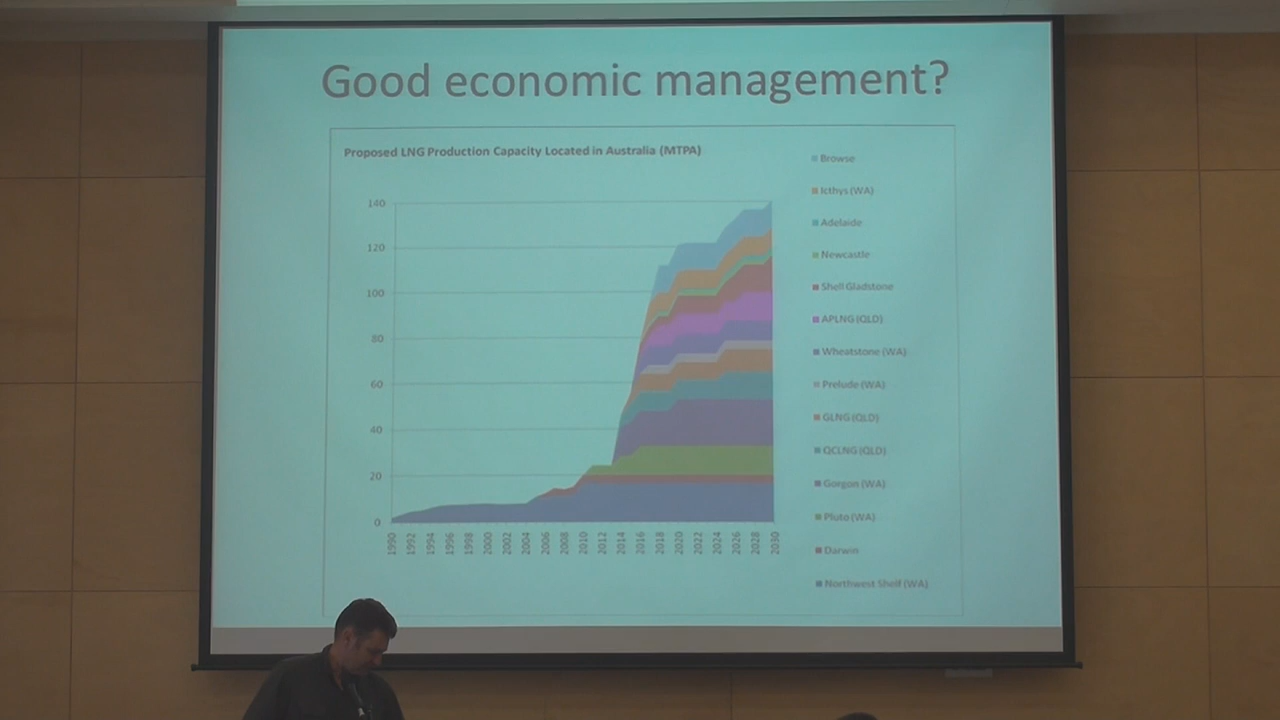 Good economic management?
Proposed LNG Production Capacity Located in Australia (MTPA)
140
120
100
80
60
40
20
0
1990
1992
1994
1996
1998
2000
2002
2004
2006
2008
2010
2012
2014
2016
2018
2020
2022
2024
2026
2028
2030
Browse
Icthys (WA)
Adelaide
Newcastle
Shell Gladstone
APLNG (QLD)
Wheatstone (WA)
Prelude (WA)
GLNG (QLD)
QCLNG (QLD)
Gorgon (WA)
Pluto (WA)
Darwin
Northwest Shelf (WA)